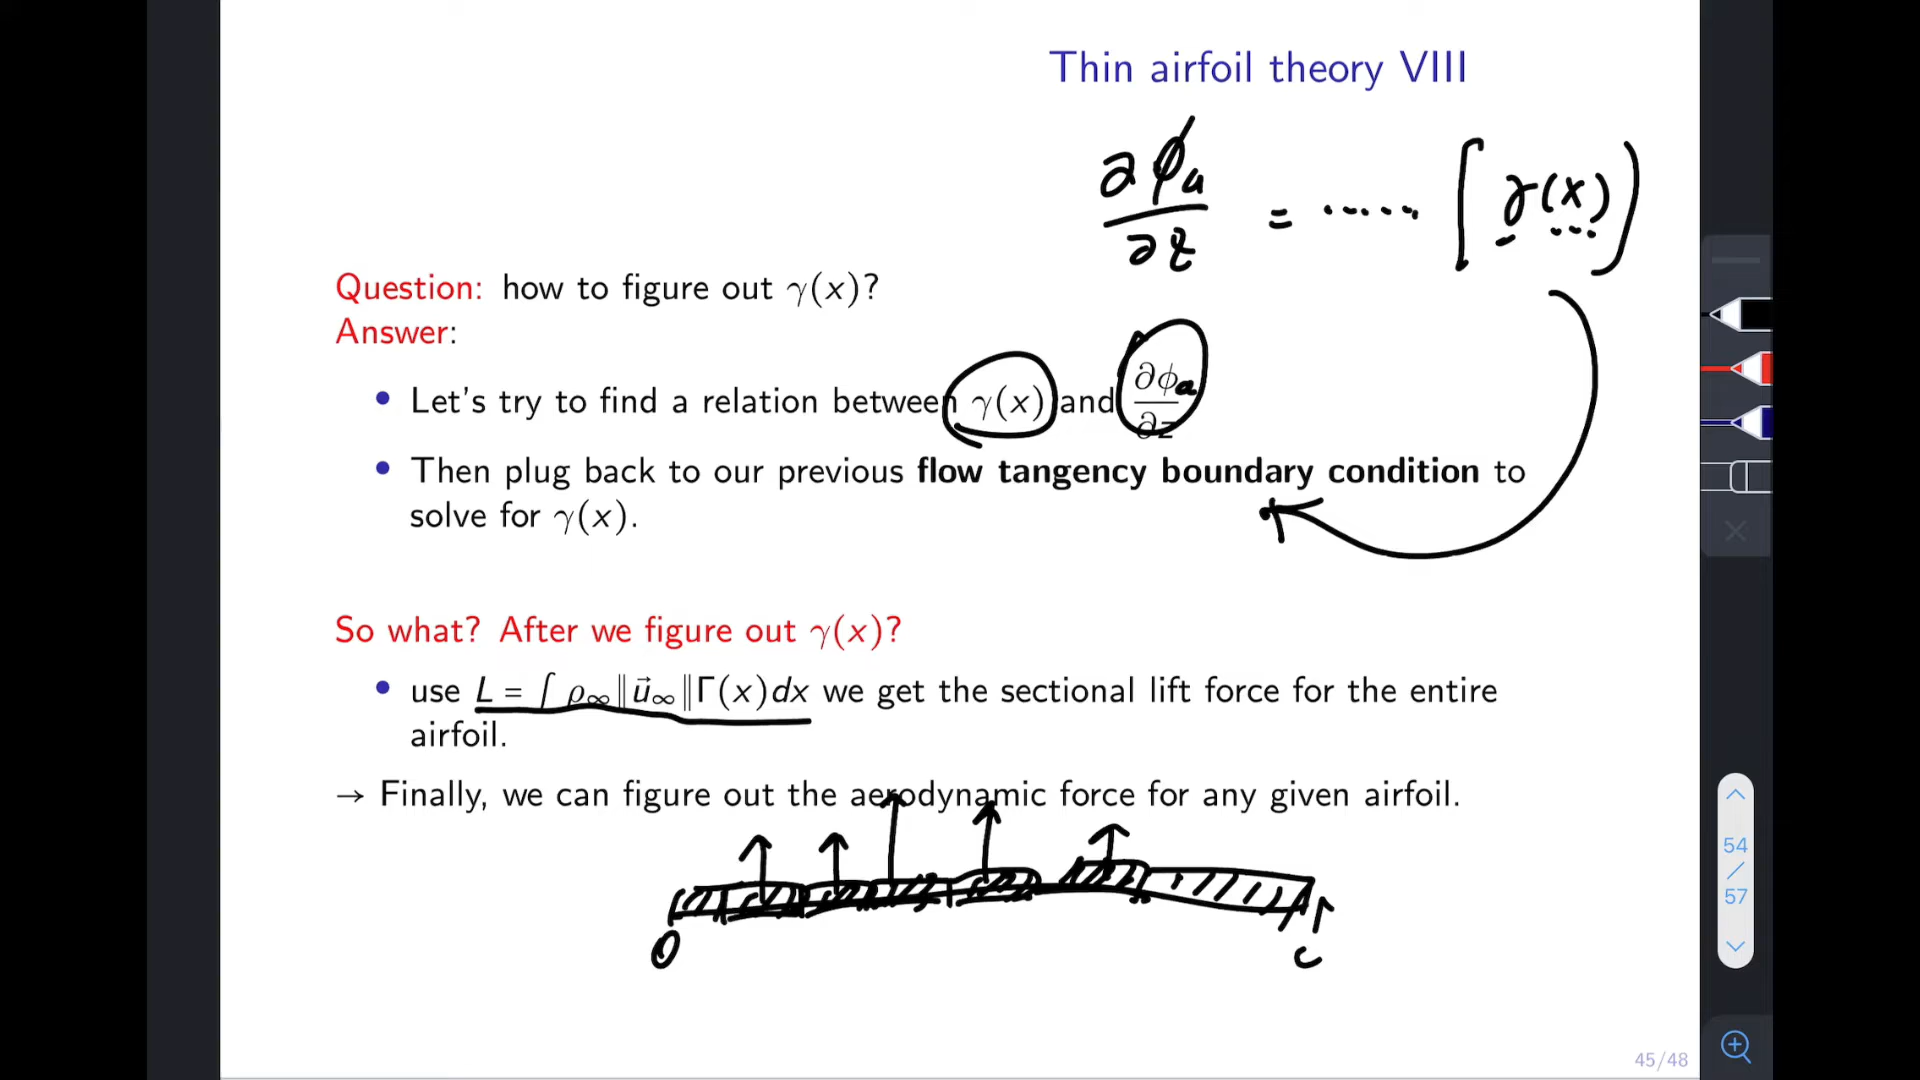 Thin airfoil theory VIII
∂ϕa/∂z = ..... [γ(x)]
Question: how to figure out γ(x)?
Answer:
• Let's try to find a relation between γ(x) and ∂ϕa/∂z
• Then plug back to our previous flow tangency boundary condition to
solve for γ(x).
So what? After we figure out γ(x)?
• use L = ∫ ρ∞‖u⃗∞‖Γ(x)dx we get the sectional lift force for the entire
airfoil.
→ Finally, we can figure out the aerodynamic force for any given airfoil.
0
c
45/48
54
/
57